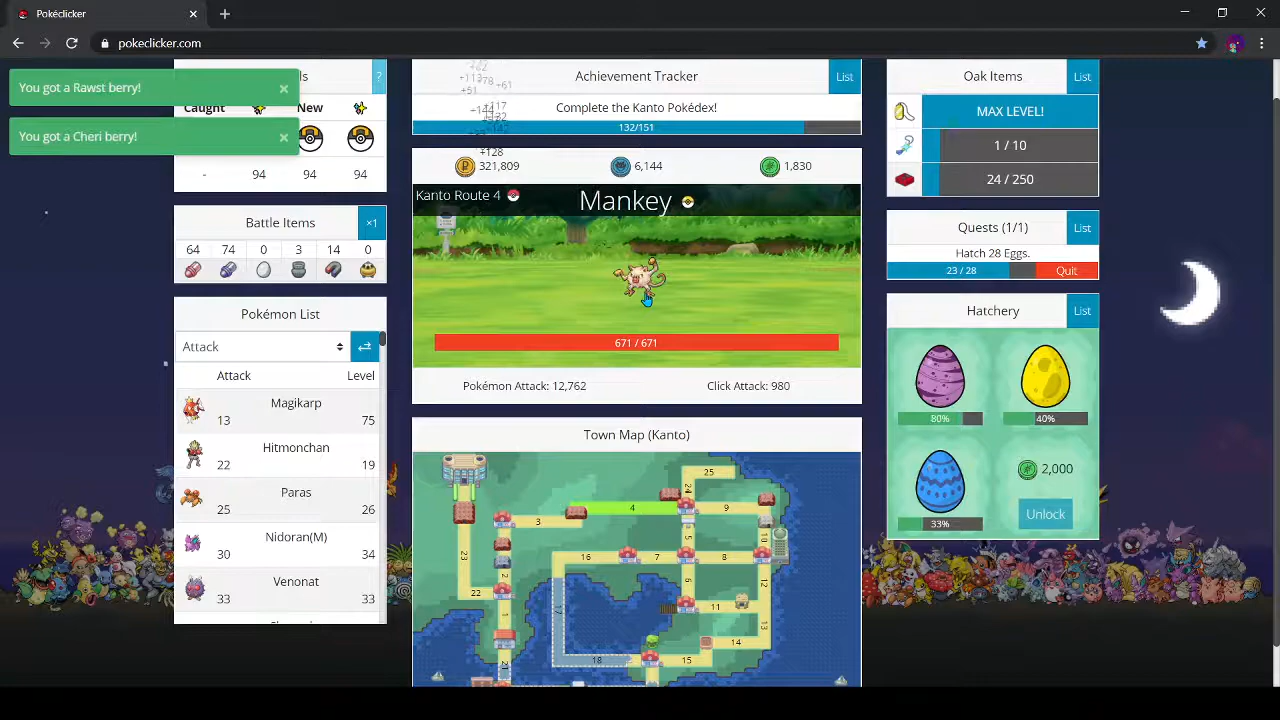 Pokéclicker
pokeclicker.com
You got a Rawst berry!
You got a Cheri berry!
?
Caught New
- 94 94 94
Battle Items ×1
64 74 0 3 14 0
Pokémon List
Attack
Attack Level
Magikarp
13 75
Hitmonchan
22 19
Paras
25 26
Nidoran(M)
30 34
Venonat
33 33
Achievement Tracker List
Complete the Kanto Pokédex!
132/151
+128
321,809 6,144 1,830
Kanto Route 4 Mankey
671 / 671
Pokémon Attack: 12,762 Click Attack: 980
Town Map (Kanto)
25
24
4 9
3
5 10
16 7 8
23 2 6 12
22 17 11
1 13
14
18 15
21
Oak Items List
MAX LEVEL!
1 / 10
24 / 250
Quests (1/1) List
Hatch 28 Eggs.
23 / 28 Quit
Hatchery List
80% 40%
33%
2,000
Unlock